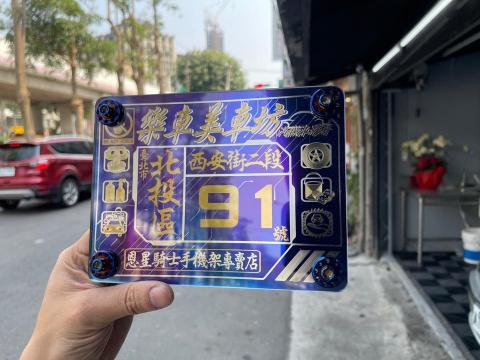 樂車美車坊
臺北市
北投區
西安街二段
91
號
恩星騎士手機架專賣店